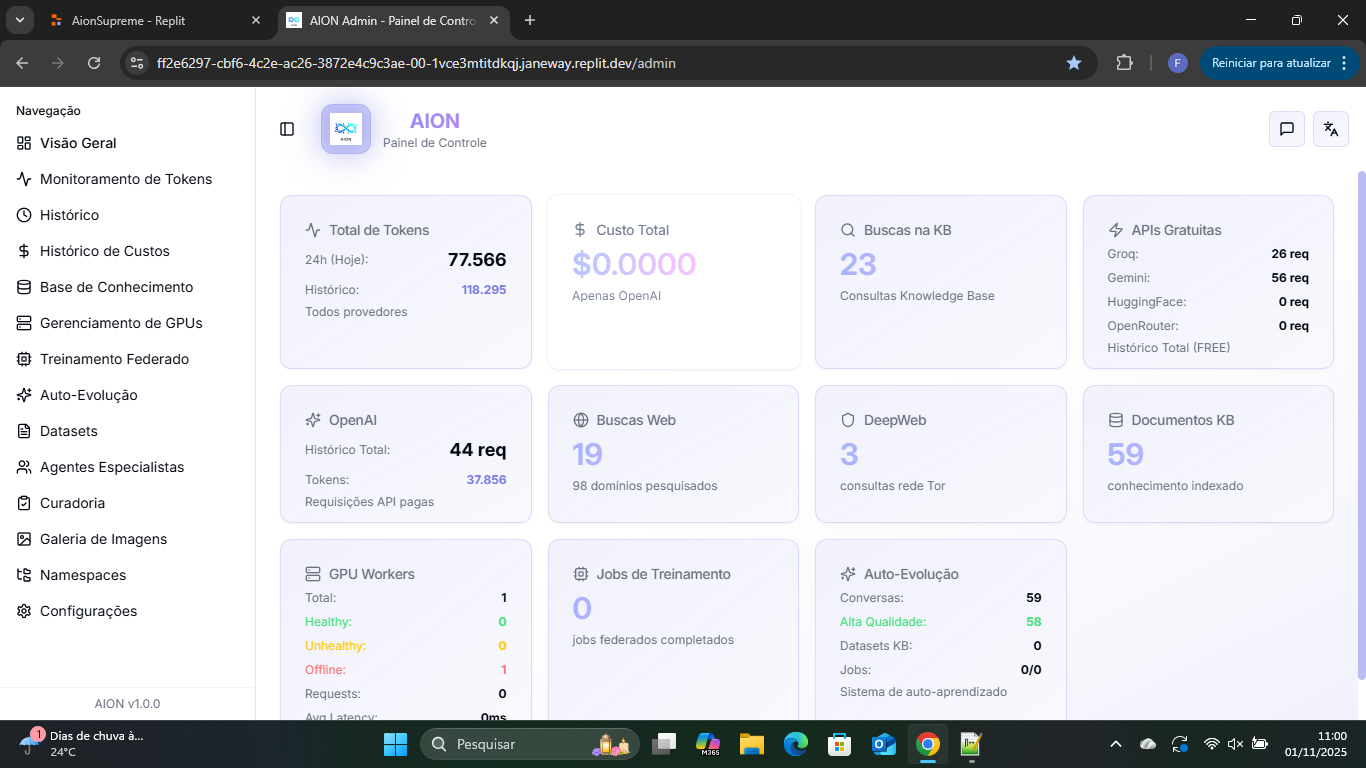 AionSupreme - Replit
AION Admin - Painel de Contro
ff2e6297-cbf6-4c2e-ac26-3872e4c9c3ae-00-1vce3mtitdkqj.janeway.replit.dev/admin
F
Reiniciar para atualizar
Navegação
Visão Geral
Monitoramento de Tokens
Histórico
Histórico de Custos
Base de Conhecimento
Gerenciamento de GPUs
Treinamento Federado
Auto-Evolução
Datasets
Agentes Especialistas
Curadoria
Galeria de Imagens
Namespaces
Configurações
AION v1.0.0
AION
AION
Painel de Controle
Total de Tokens
24h (Hoje): 77.566
Histórico: 118.295
Todos provedores
Custo Total
$0.0000
Apenas OpenAI
Buscas na KB
23
Consultas Knowledge Base
APIs Gratuitas
Groq: 26 req
Gemini: 56 req
HuggingFace: 0 req
OpenRouter: 0 req
Histórico Total (FREE)
OpenAI
Histórico Total: 44 req
Tokens: 37.856
Requisições API pagas
Buscas Web
19
98 domínios pesquisados
DeepWeb
3
consultas rede Tor
Documentos KB
59
conhecimento indexado
GPU Workers
Total: 1
Healthy: 0
Unhealthy: 0
Offline: 1
Requests: 0
Avg Latency: 0ms
Jobs de Treinamento
0
jobs federados completados
Auto-Evolução
Conversas: 59
Alta Qualidade: 58
Datasets KB: 0
Jobs: 0/0
Sistema de auto-aprendizado
1
Dias de chuva à...
24°C
Pesquisar
M365
11:00
01/11/2025